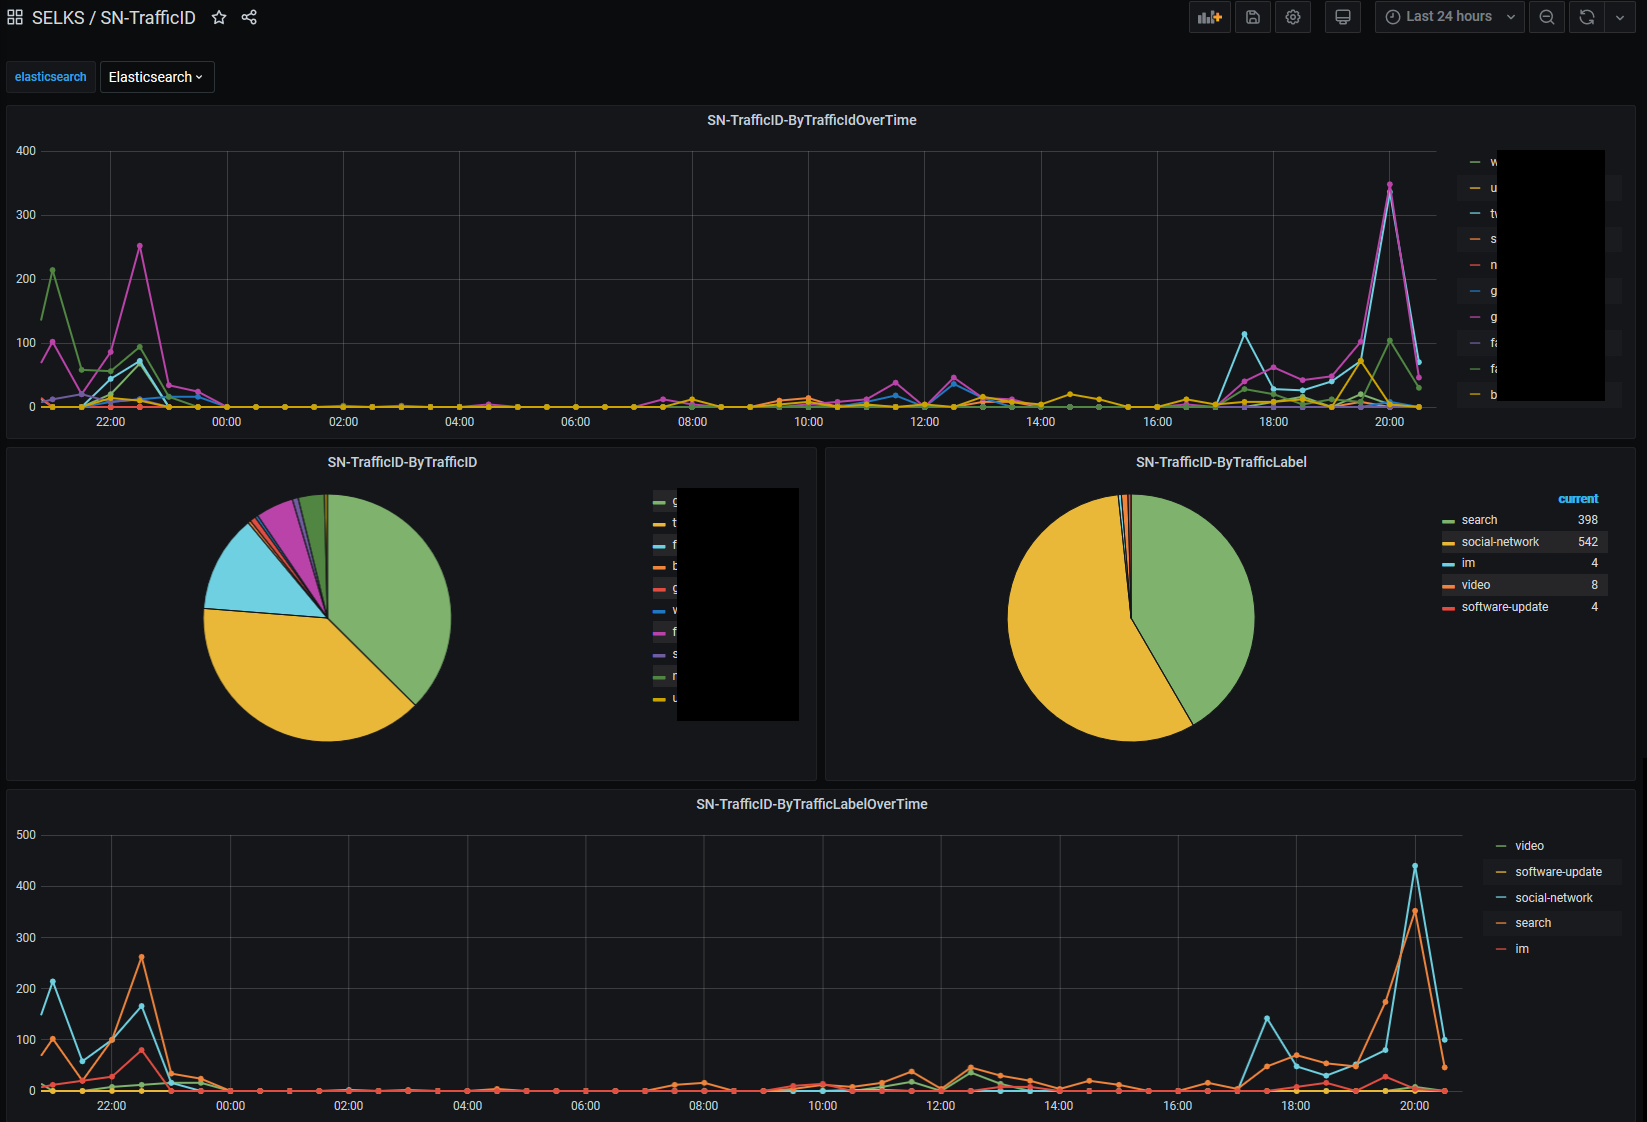 SELKS / SN-TrafficID
Last 24 hours
elasticsearch
Elasticsearch
SN-TrafficID-ByTrafficIdOverTime
400
300
200
100
0
22:00 00:00 02:00 04:00 06:00 08:00 10:00 12:00 14:00 16:00 18:00 20:00
w
u
s
n
g
g
fa
fa
b
SN-TrafficID-ByTrafficID
g
t
f
b
g
w
f
s
r
u
SN-TrafficID-ByTrafficLabel
current
search 398
social-network 542
im 4
video 8
software-update 4
SN-TrafficID-ByTrafficLabelOverTime
500
400
300
200
100
0
22:00 00:00 02:00 04:00 06:00 08:00 10:00 12:00 14:00 16:00 18:00 20:00
video
software-update
social-network
search
im